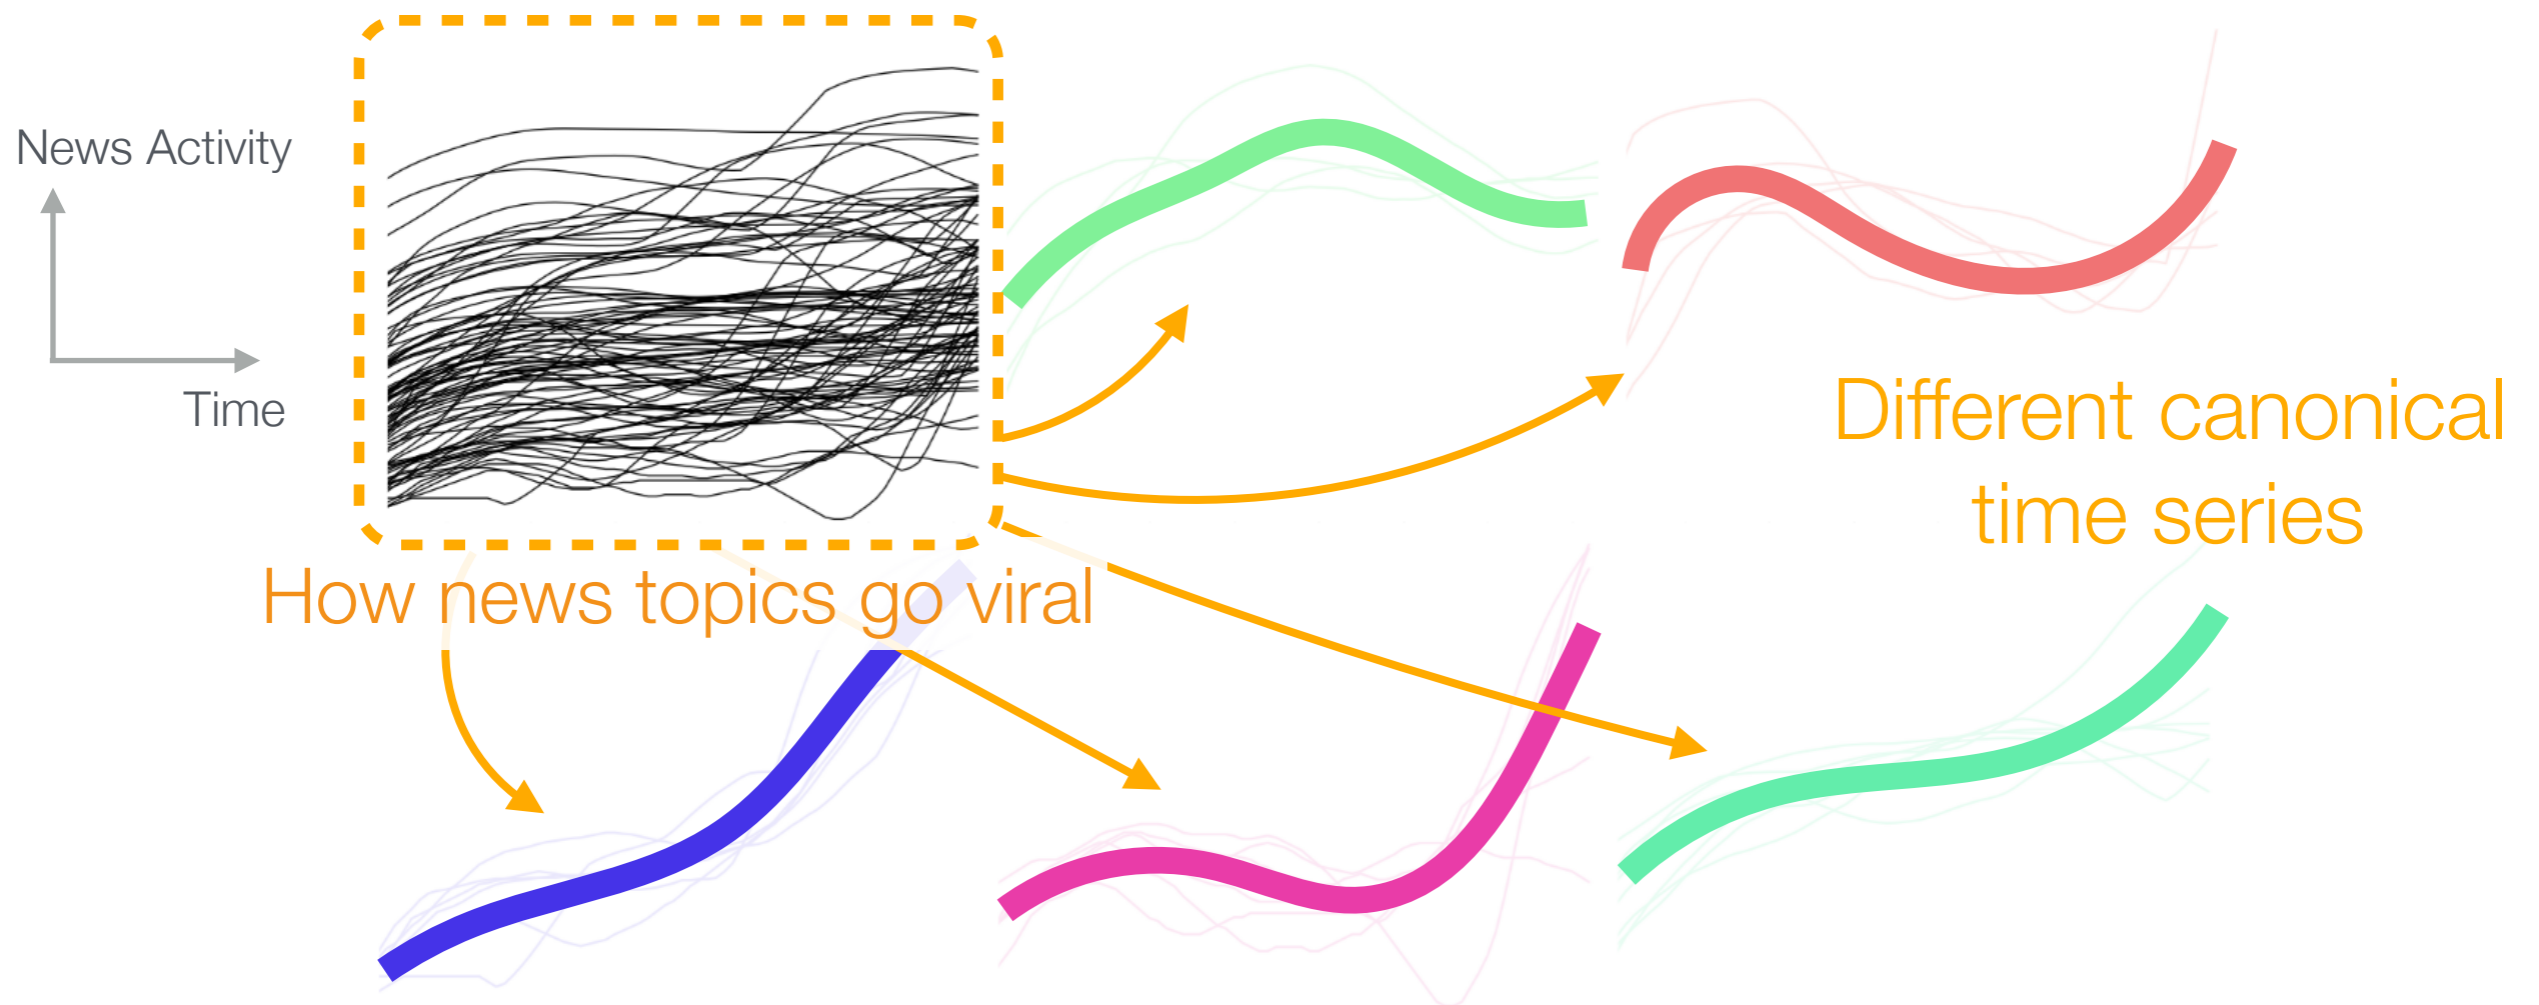 News Activity
Time
How news topics go viral
Different canonical
time series